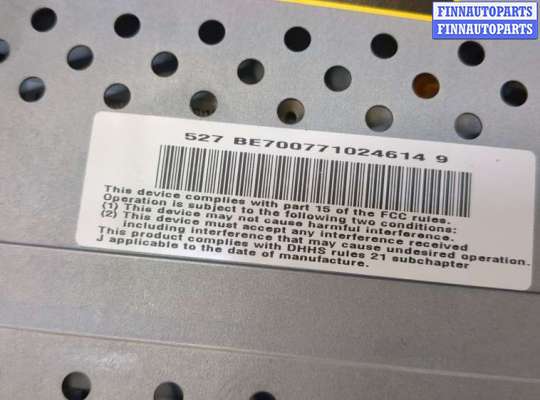 FINNAUTOPARTS
FINNAUTOPARTS
527 BE700771024614 9
This device complies with part 15 of the FCC rules.
Operation is subject to the following two conditions:
(1) This device may not cause harmful interference.
(2) This device must accept any interference received
including interference that may cause undesired operation.
This product complies with DHHS rules 21 subchapter
J applicable to the date of manufacture.